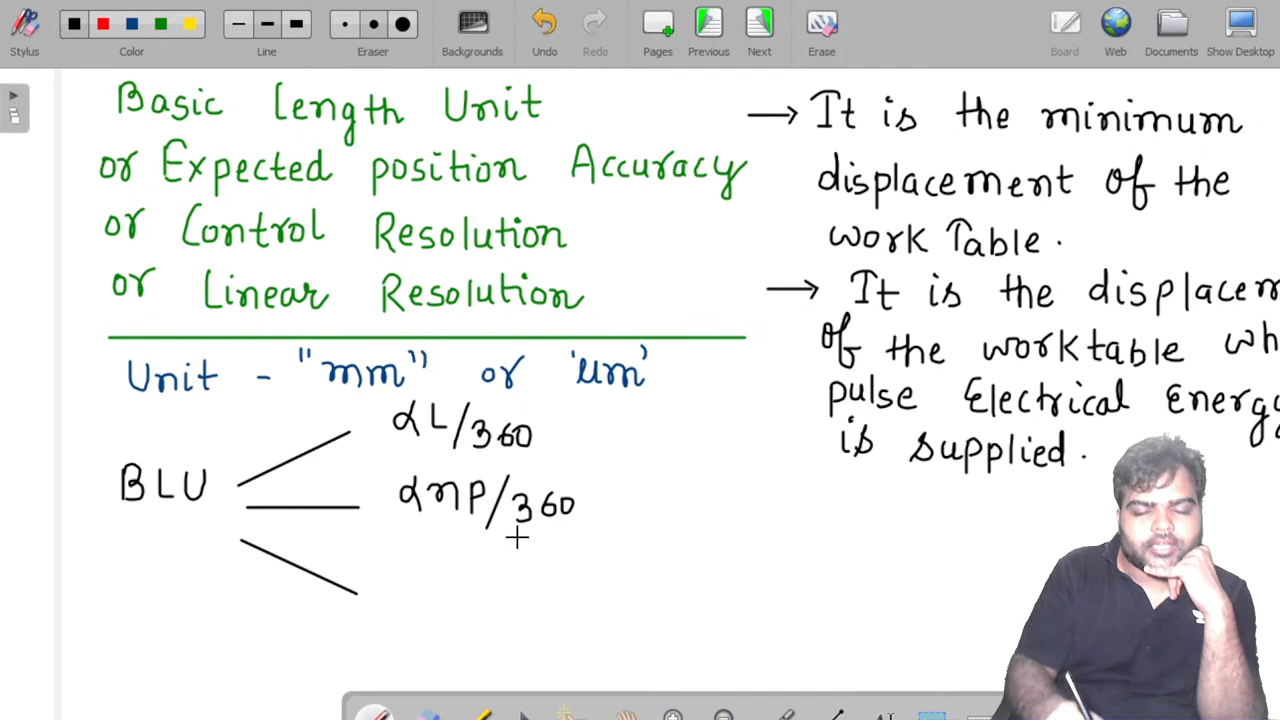 Stylus
Color
Line
Eraser
Backgrounds
Undo
Redo
Pages
Previous
Next
Erase
Board
Web
Documents
Show Desktop
Basic Length Unit
or Expected position Accuracy
or Control Resolution
or Linear Resolution
Unit - "mm" or 'um'
BLU
αL/360
αnP/360
→ It is the minimum
displacement of the
work Table.
→ It is the displacem
of the worktable wh
pulse Electrical Energy
is supplied.